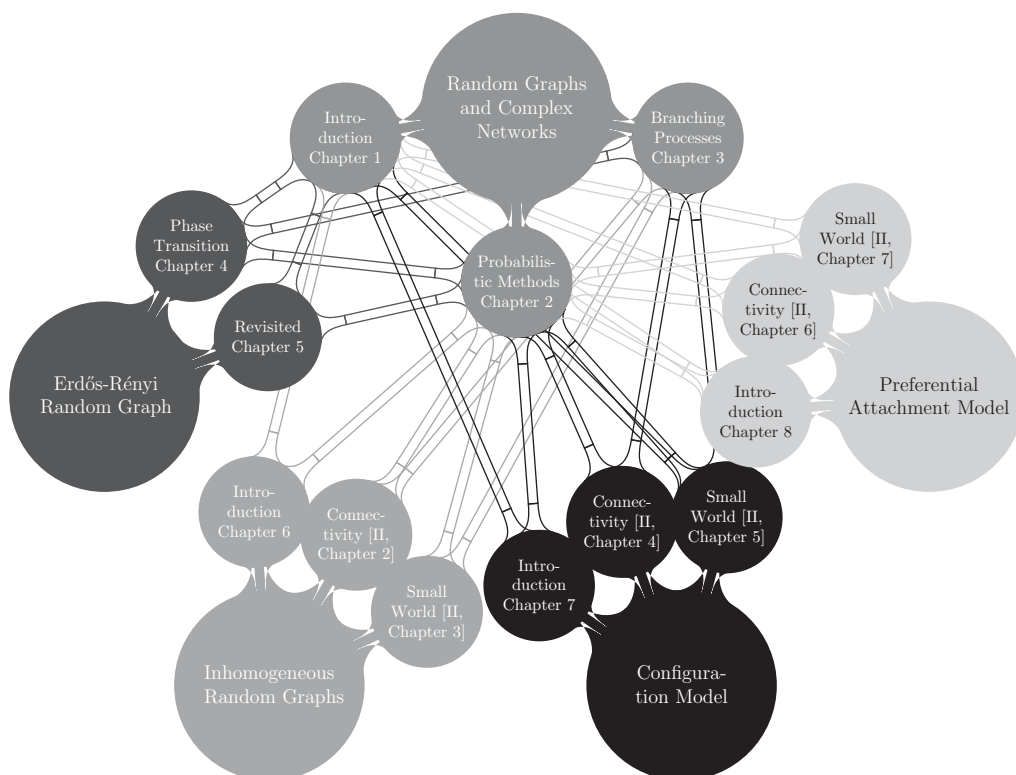 Random Graphs
and Complex
Networks
Intro-
duction
Chapter 1
Branching
Processes
Chapter 3
Phase
Transition
Chapter 4
Small
World [II,
Chapter 7]
Probabilis-
tic Methods
Chapter 2
Connec-
tivity [II,
Chapter 6]
Revisited
Chapter 5
Erdős-Rényi
Random Graph
Preferential
Attachment Model
Intro-
duction
Chapter 8
Intro-
duction
Chapter 6
Connec-
tivity [II,
Chapter 2]
Connec-
tivity [II,
Chapter 4]
Small
World [II,
Chapter 5]
Intro-
duction
Chapter 7
Small
World [II,
Chapter 3]
Inhomogeneous
Random Graphs
Configura-
tion Model